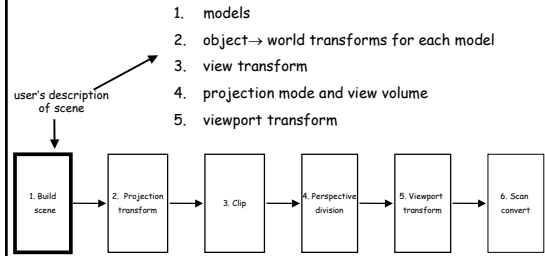 1. models
2. object→ world transforms for each model
3. view transform
4. projection mode and view volume
5. viewport transform
user's description
of scene
1. Build
scene
2. Projection
transform
3. Clip
4. Perspective
division
5. Viewport
transform
6. Scan
convert